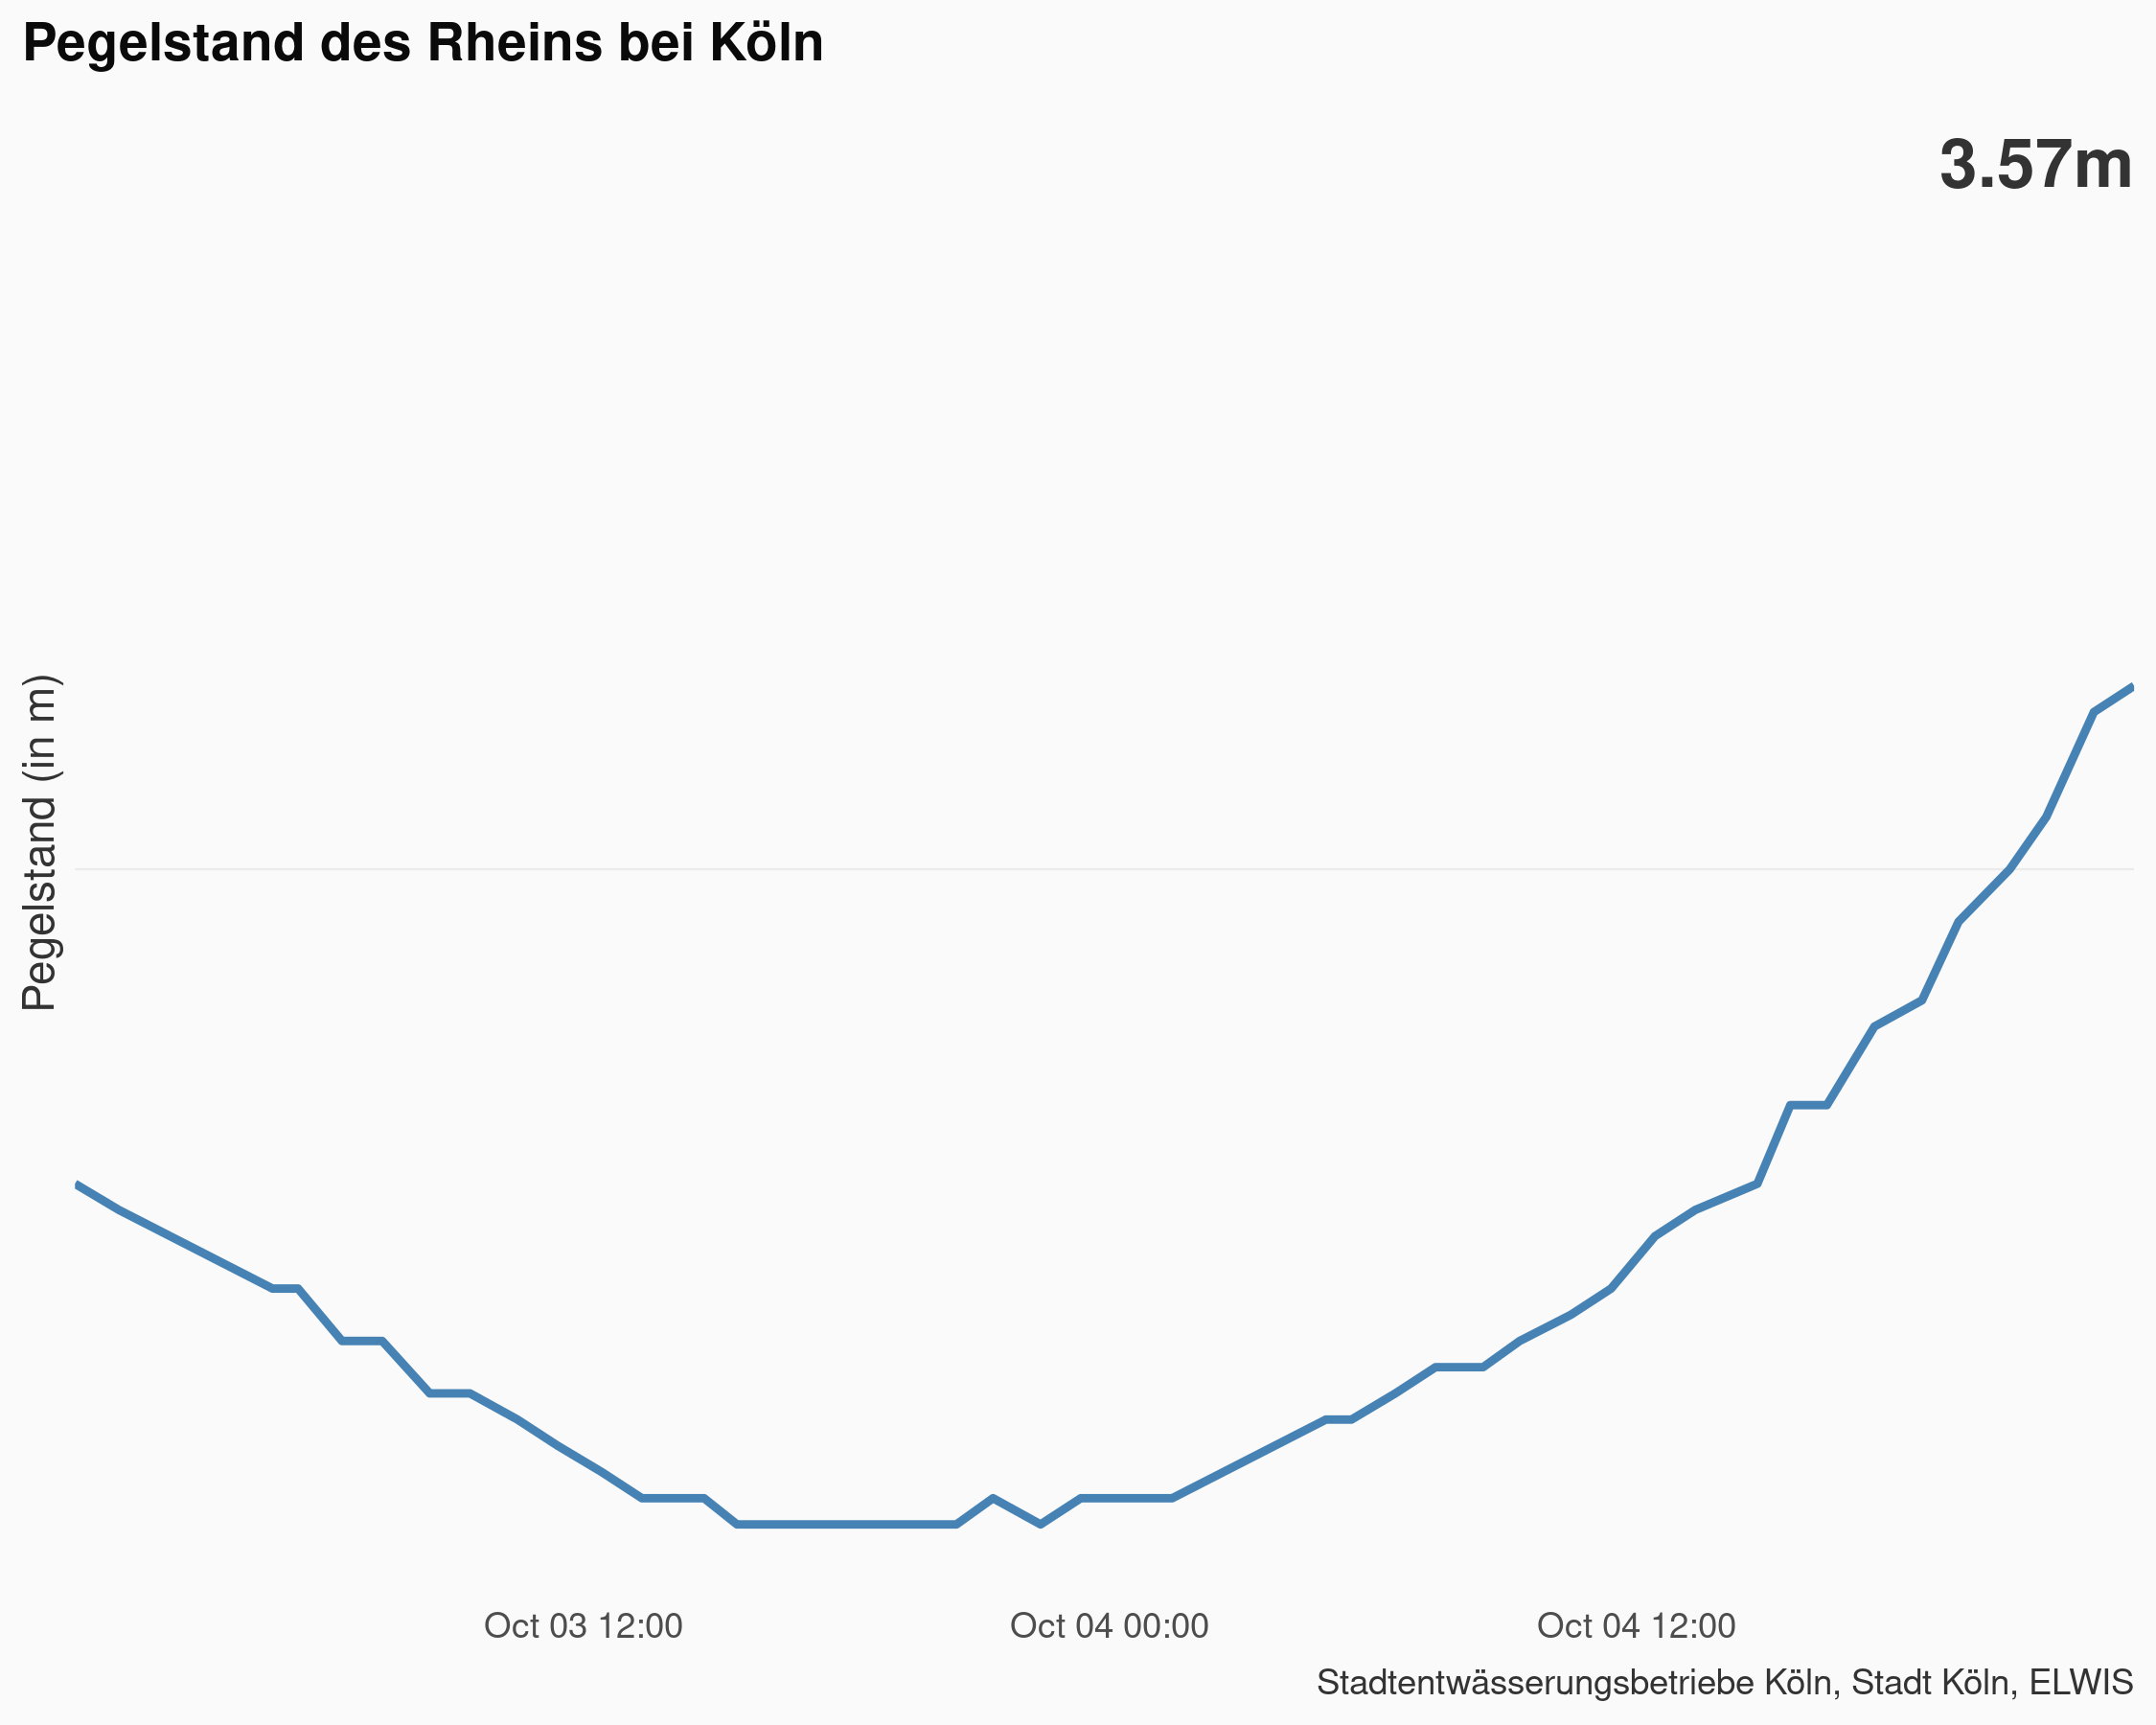 Pegelstand des Rheins bei Köln
3.57m
Pegelstand (in m)
Oct 03 12:00
Oct 04 00:00
Oct 04 12:00
Stadtentwässerungsbetriebe Köln, Stadt Köln, ELWIS